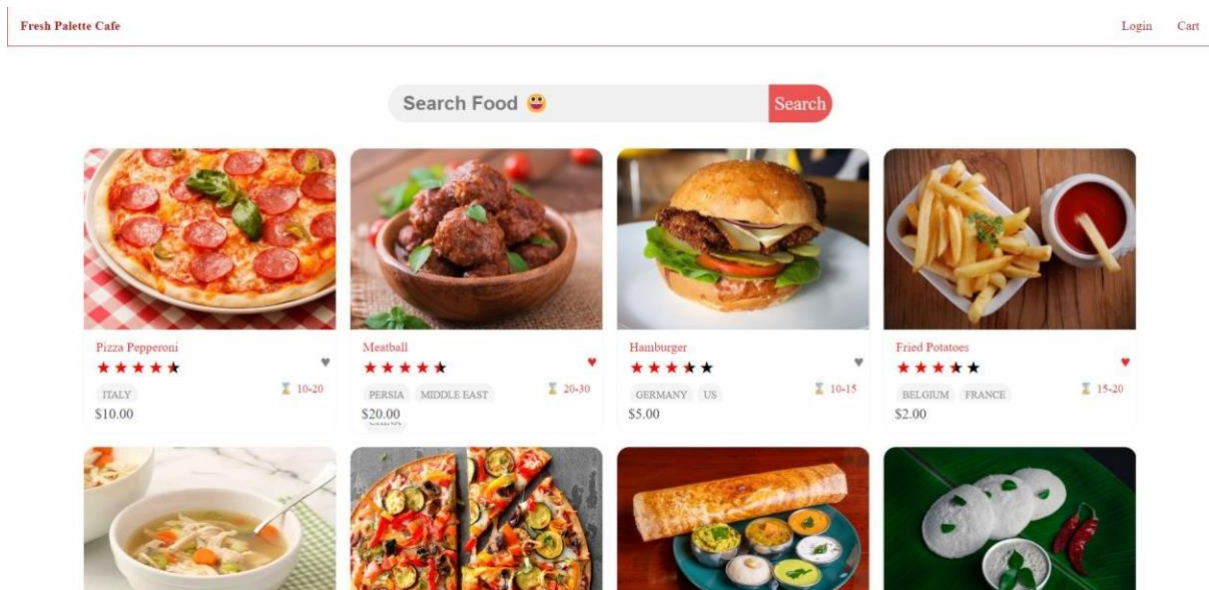 Fresh Palette Cafe
Login Cart
Search Food 😀 Search
Pizza Pepperoni
ITALY
10-20
$10.00
Meatball
PERSIA MIDDLE EAST
20-30
$20.00
Hamburger
GERMANY US
10-15
$5.00
Fried Potatoes
BELGIUM FRANCE
15-20
$2.00